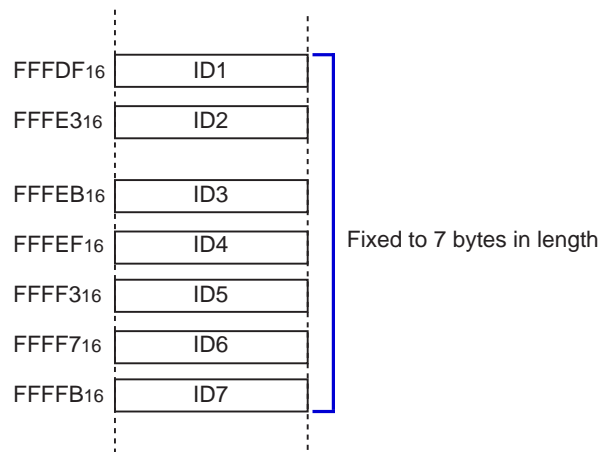 FFFDF16 ID1
FFFE316 ID2
FFFEB16 ID3
FFFEF16 ID4 Fixed to 7 bytes in length
FFFF316 ID5
FFFF716 ID6
FFFFB16 ID7